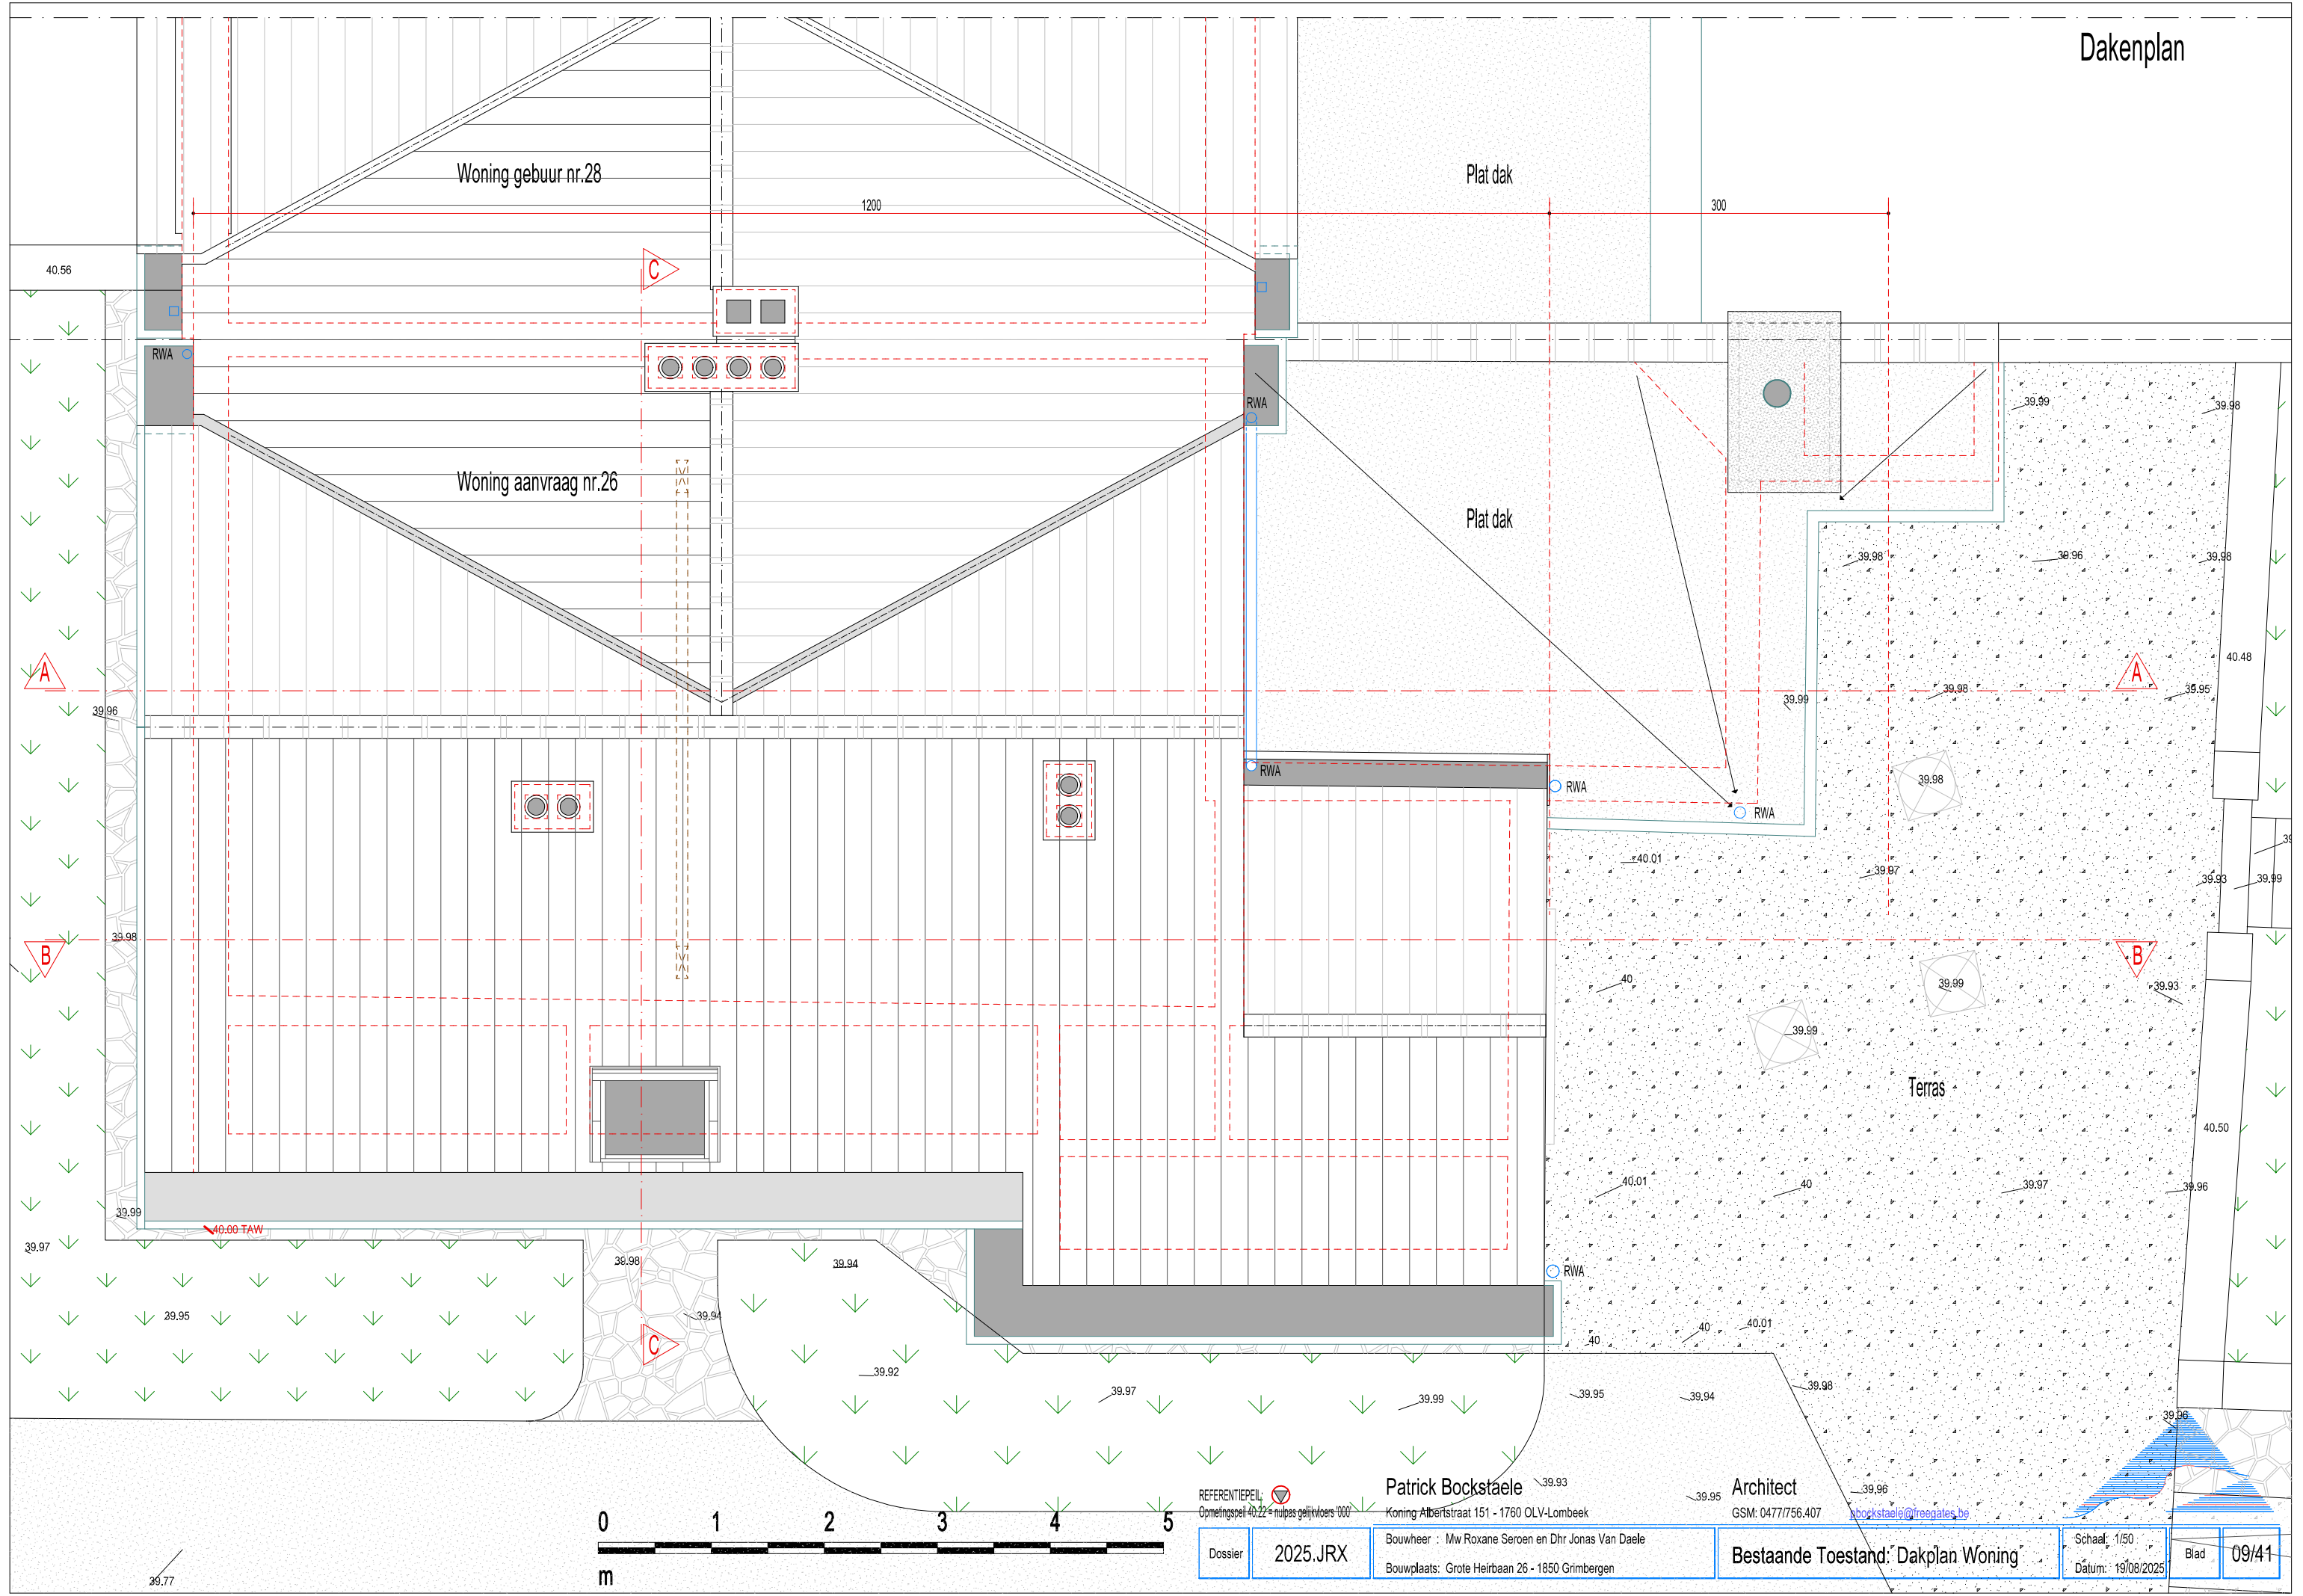 Dakenplan
Woning gebuur nr.28
Plat dak
1200
300
C
40.56
RWA
RWA
39.99
39.98
Woning aanvraag nr.26
Plat dak
39.98
39.96
39.98
40.48
A
A
39.98
39.95
39.99
39.96
RWA
RWA
RWA
39.98
40.01
39.97
39.93
39.99
39
39.98
B
B
40
39.99
39.93
39.99
Terras
40.50
40.01
40
39.97
39.96
39.99
40.00 TAW
39.97
39.98
39.94
RWA
39.95
39.94
C
40
40
40.01
39.92
39.97
39.99
39.95
39.94
39.98
39.96
39.93
39.95
39.96
39.77
0 1 2 3 4 5
m
REFERENTIEPEIL:
Opmetingspeil 40.22 = nulpas gelijkvloers '000'
Patrick Bockstaele
Koning Albertstraat 151 - 1760 OLV-Lombeek
Architect
GSM: 0477/756.407
pbockstaele@freegates.be
Dossier
2025.JRX
Bouwheer : Mw Roxane Seroen en Dhr Jonas Van Daele
Bouwplaats: Grote Heirbaan 26 - 1850 Grimbergen
Bestaande Toestand: Dakplan Woning
Schaal: 1/50
Datum: 19/08/2025
Blad
09/41